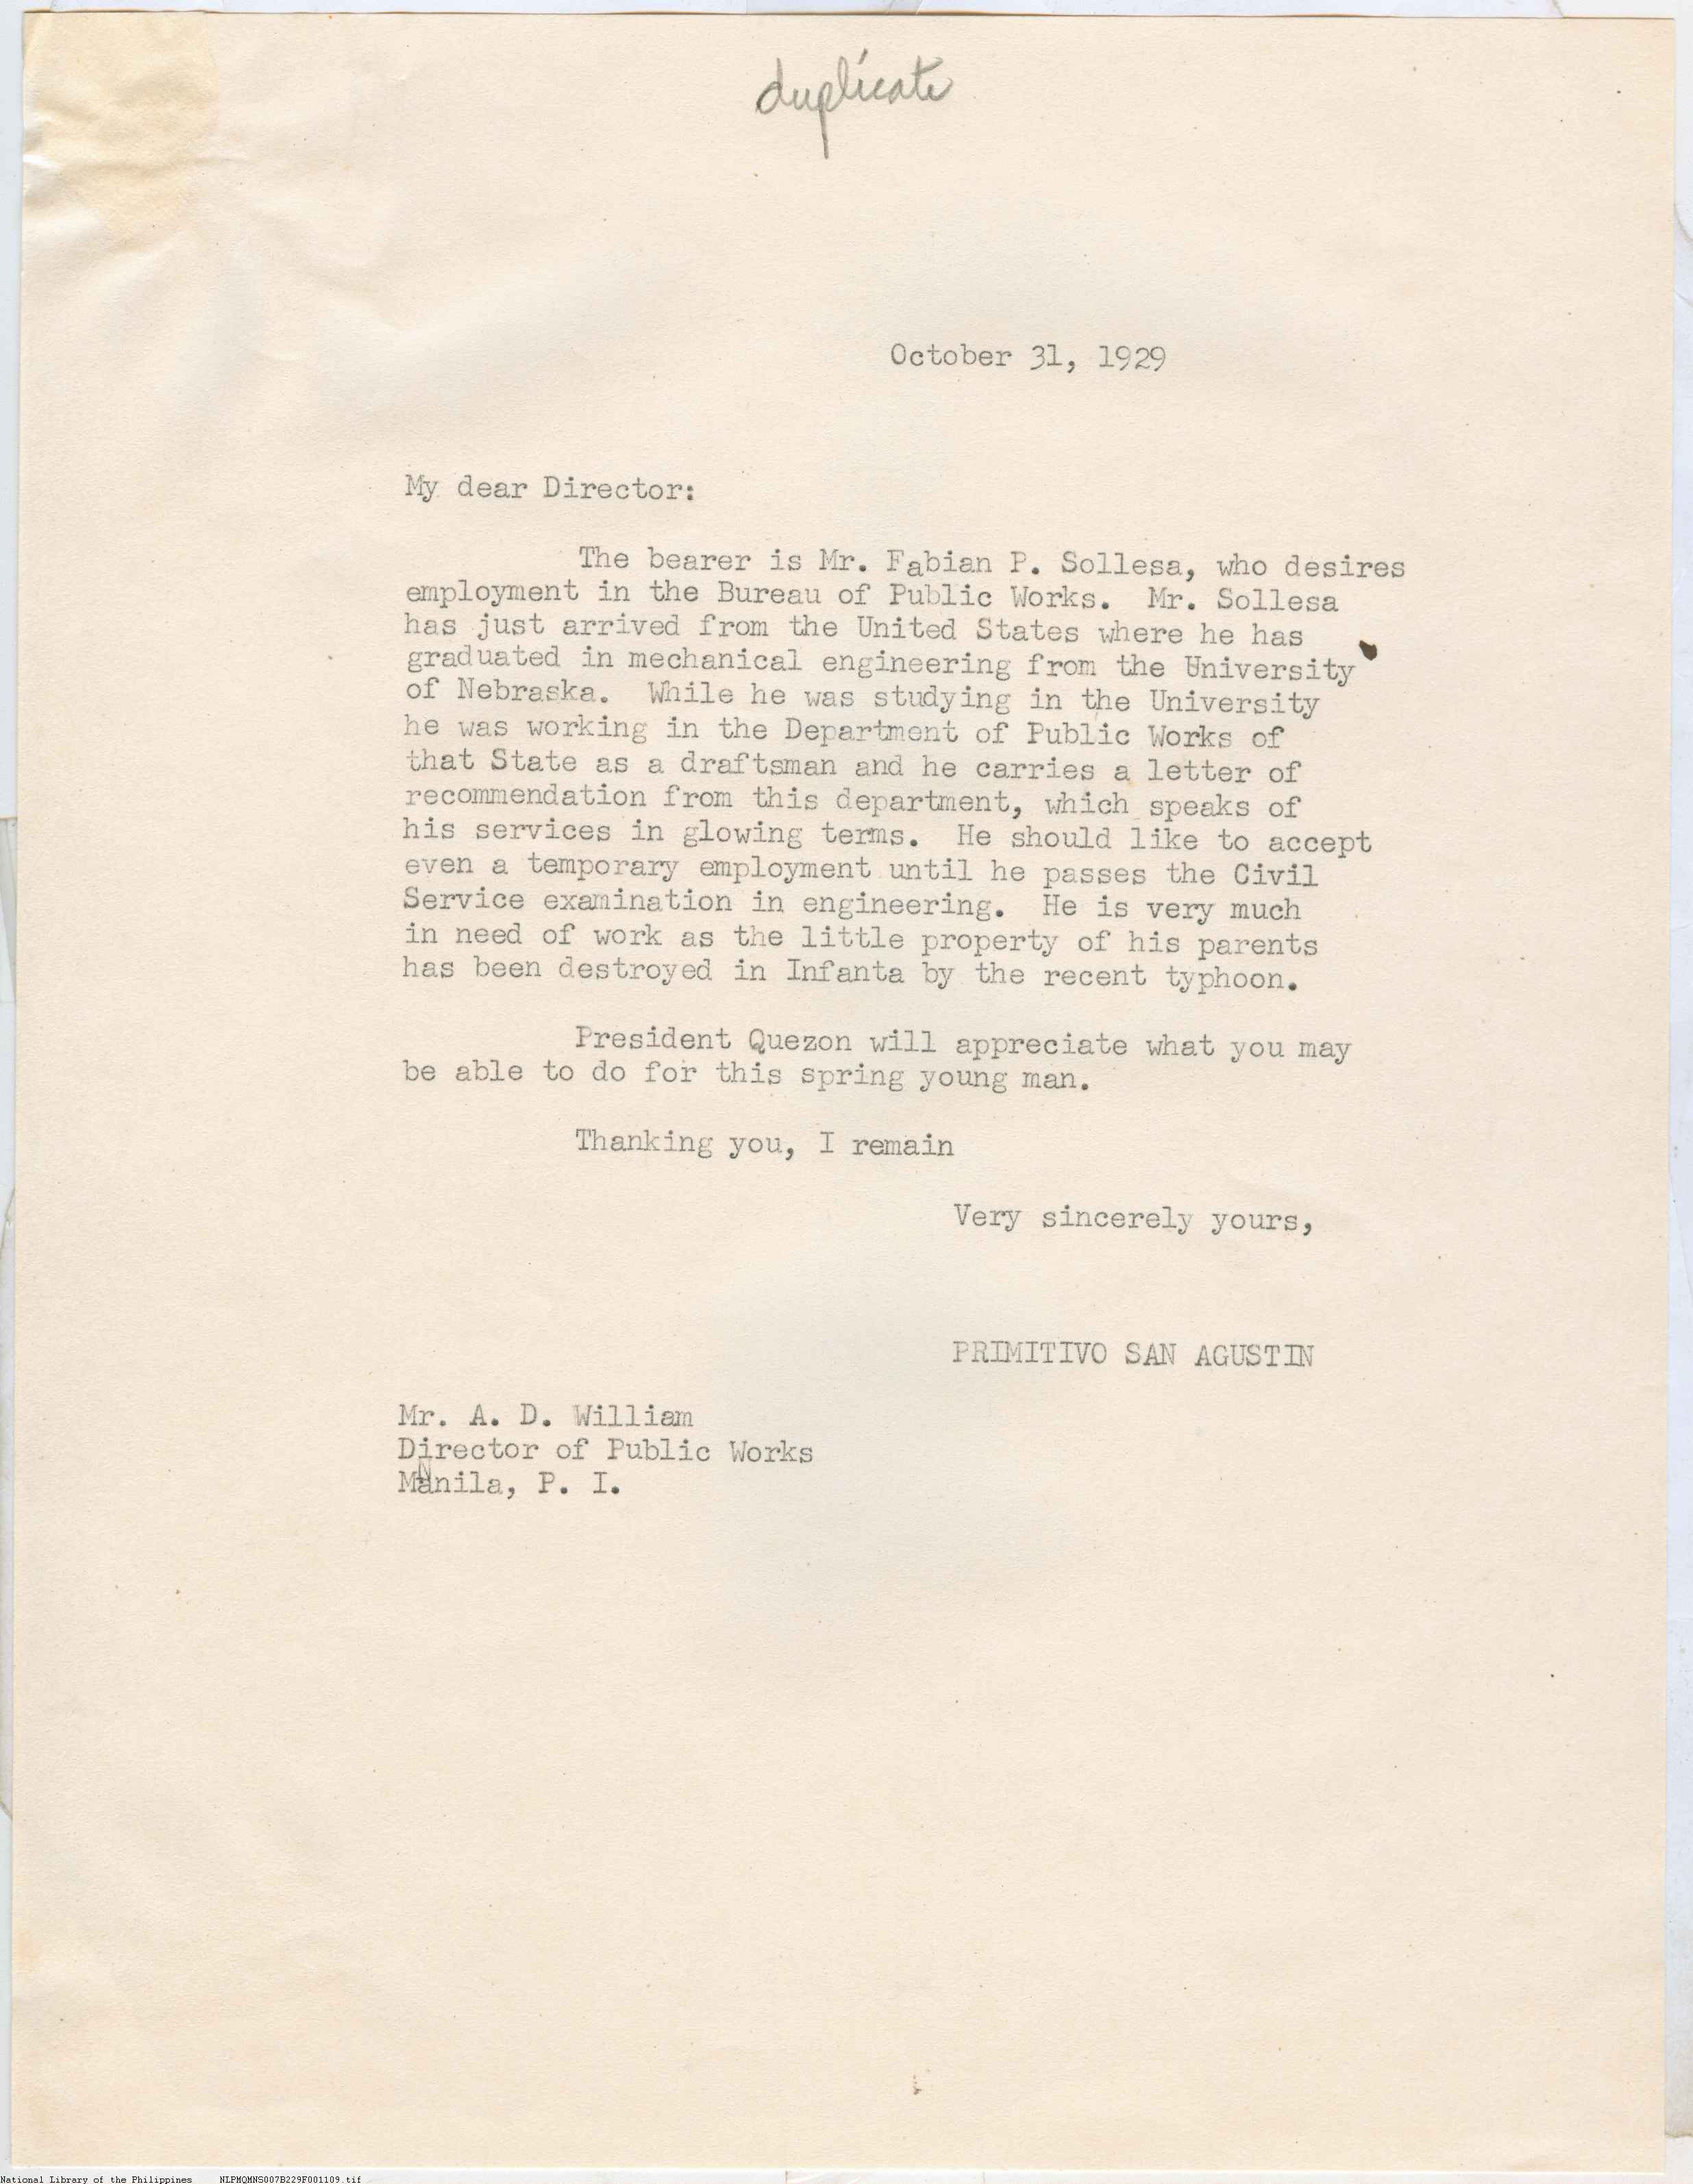 duplicate
October 31, 1929
My dear Director:
The bearer is Mr. Fabian P. Sollesa, who desires
employment in the Bureau of Public Works. Mr. Sollesa
has just arrived from the United States where he has
graduated in mechanical engineering from the University
of Nebraska. While he was studying in the University
he was working in the Department of Public Works of
that State as a draftsman and he carries a letter of
recommendation from this department, which speaks of
his services in glowing terms. He should like to accept
even a temporary employment until he passes the Civil
Service examination in engineering. He is very much
in need of work as the little property of his parents
has been destroyed in Infanta by the recent typhoon.
President Quezon will appreciate what you may
be able to do for this spring young man.
Thanking you, I remain
Very sincerely yours,
PRIMITIVO SAN AGUSTIN
Mr. A. D. William
Director of Public Works
Manila, P. I.
National Library of the Philippines NLPMQMNS007B229F001109.tif